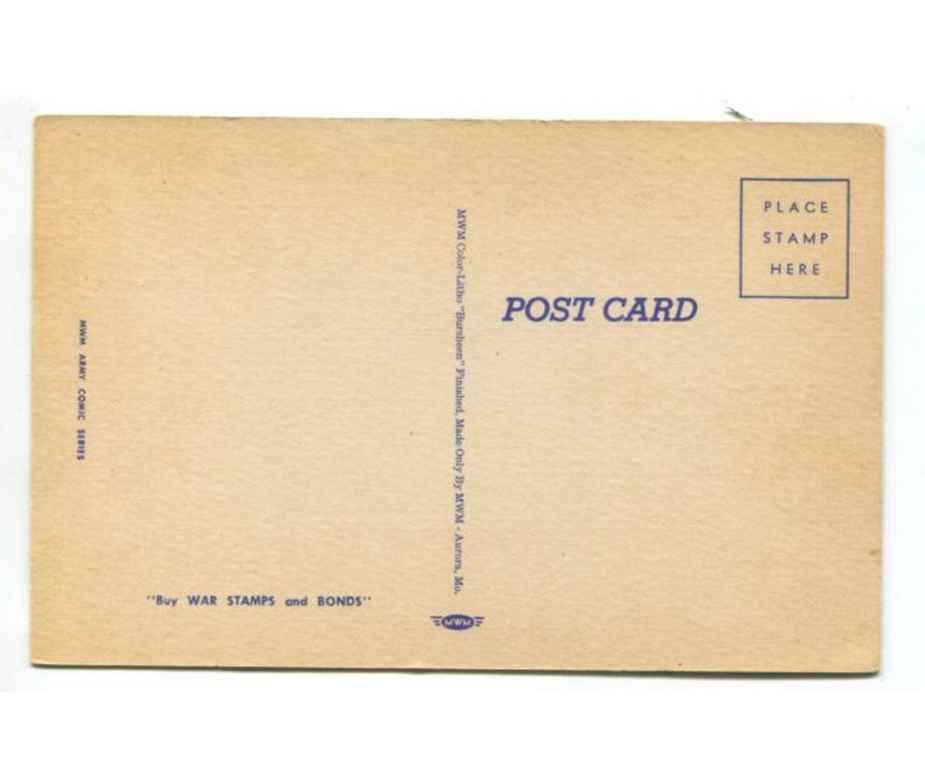 MWM ARMY COMIC SERIES
"Buy WAR STAMPS and BONDS"
MWM Color-Litho "Bursheen" Finished, Made Only By MWM - Aurora, Mo.
MWM
POST CARD
PLACE
STAMP
HERE